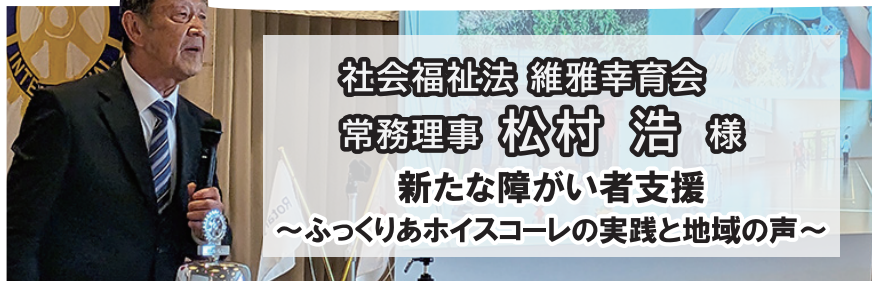 INTERNATIONAL
社会福祉法 維雅幸育会
常務理事 松村 浩 様
新たな障がい者支援
～ふっくりあホイスコーレの実践と地域の声～